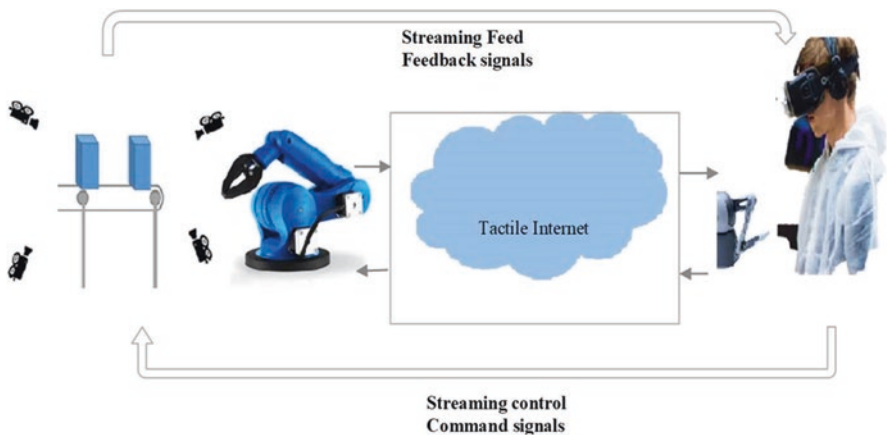 Streaming Feed
Feedback signals
Tactile Internet
Streaming control
Command signals